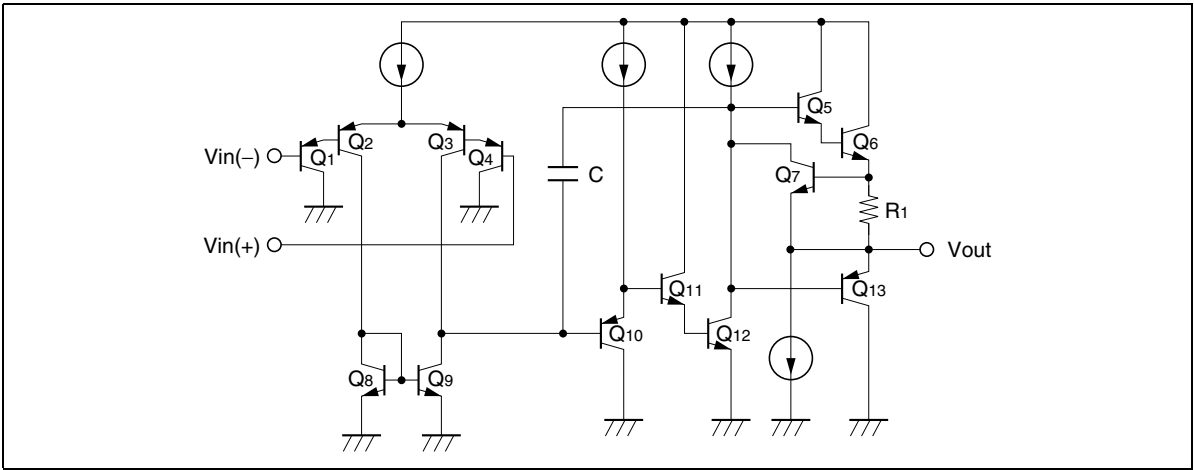 Q5
Q2
Q3
Q6
Vin(−)
Q1
Q4
C
Q7
R1
Vin(+)
Vout
Q11
Q13
Q10
Q12
Q8
Q9